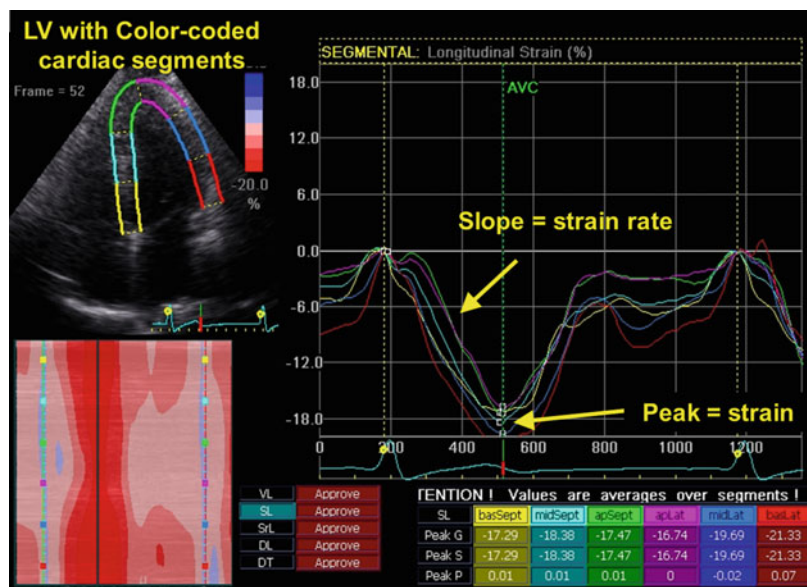 LV with Color-coded
cardiac segments
Frame = 52
-20.0
%
SEGMENTAL: Longitudinal Strain (%)
AVC
18.0
12.0
6.0
0.0
-6.0
-12.0
-18.0
Slope = strain rate
Peak = strain
0 200 400 600 800 1000 1200
VL Approve
SL Approve
SrL Approve
DL Approve
DT Approve
TENTION ! Values are averages over segments !
SL basSept midSept apSept apLat midLat basLat
Peak G -17.29 -18.38 -17.47 -16.74 -19.69 -21.33
Peak S -17.29 -18.38 -17.47 -16.74 -19.69 -21.33
Peak P 0.01 0.01 0.01 0 -0.02 0.07